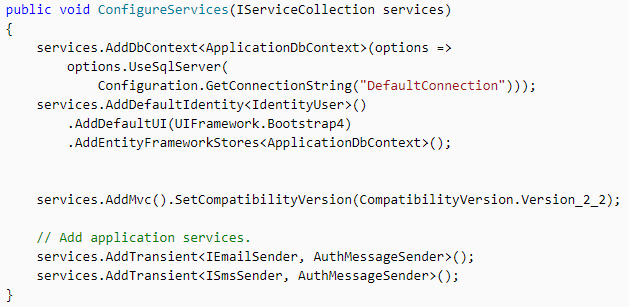 public void ConfigureServices(IServiceCollection services)
{
    services.AddDbContext<ApplicationDbContext>(options =>
        options.UseSqlServer(
            Configuration.GetConnectionString("DefaultConnection")));
    services.AddDefaultIdentity<IdentityUser>()
        .AddDefaultUI(UIFramework.Bootstrap4)
        .AddEntityFrameworkStores<ApplicationDbContext>();
    services.AddMvc().SetCompatibilityVersion(CompatibilityVersion.Version_2_2);
    // Add application services.
    services.AddTransient<IEmailSender, AuthMessageSender>();
    services.AddTransient<ISmsSender, AuthMessageSender>();
}